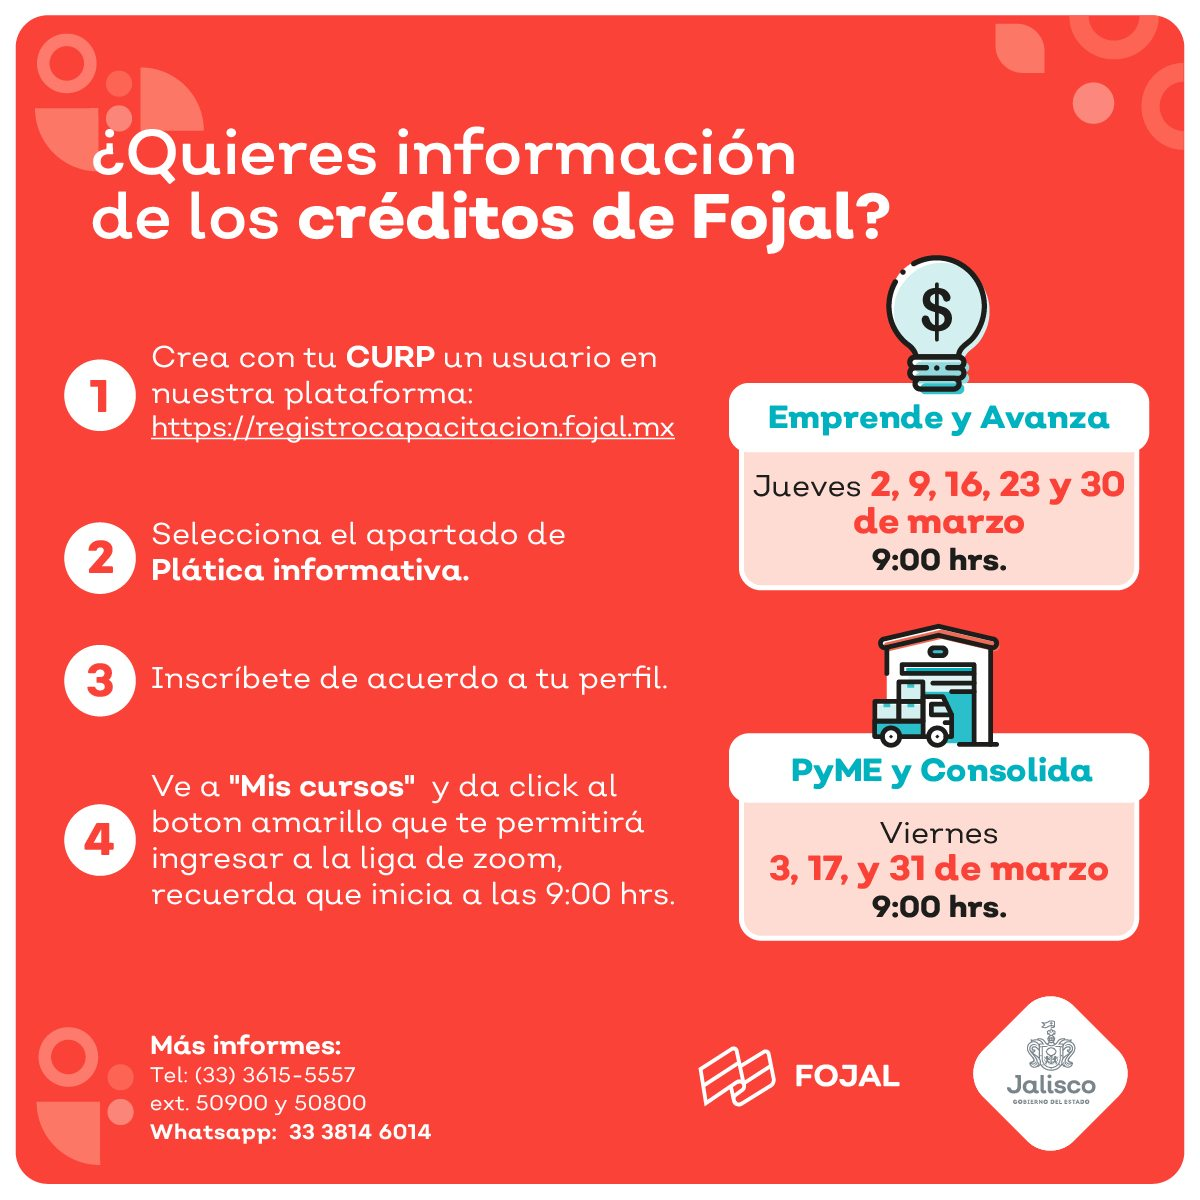 ¿Quieres información
de los créditos de Fojal?
1
Crea con tu CURP un usuario en
nuestra plataforma:
https://registrocapacitacion.fojal.mx
2
Selecciona el apartado de
Plática informativa.
3
Inscríbete de acuerdo a tu perfil.
4
Ve a "Mis cursos" y da click al
boton amarillo que te permitirá
ingresar a la liga de zoom,
recuerda que inicia a las 9:00 hrs.
$
Emprende y Avanza
Jueves 2, 9, 16, 23 y 30
de marzo
9:00 hrs.
PyME y Consolida
Viernes
3, 17, y 31 de marzo
9:00 hrs.
Más informes:
Tel: (33) 3615-5557
ext. 50900 y 50800
Whatsapp: 33 3814 6014
FOJAL
Jalisco
GOBIERNO DEL ESTADO